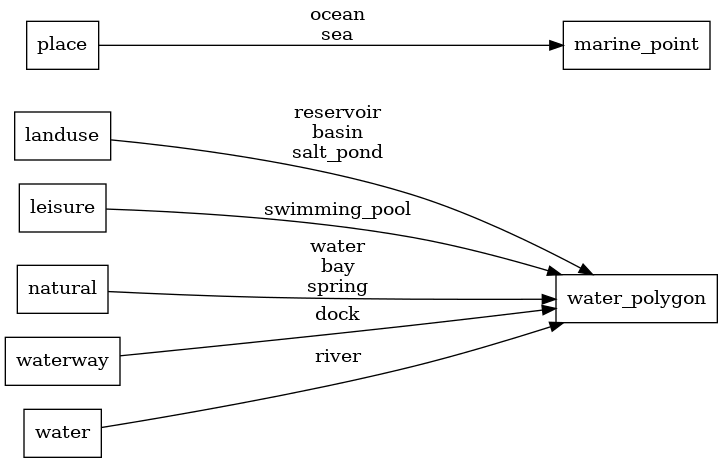 ocean
sea
place
marine_point
reservoir
basin
salt_pond
landuse
leisure
swimming_pool
water
bay
spring
natural
water_polygon
dock
waterway
river
water